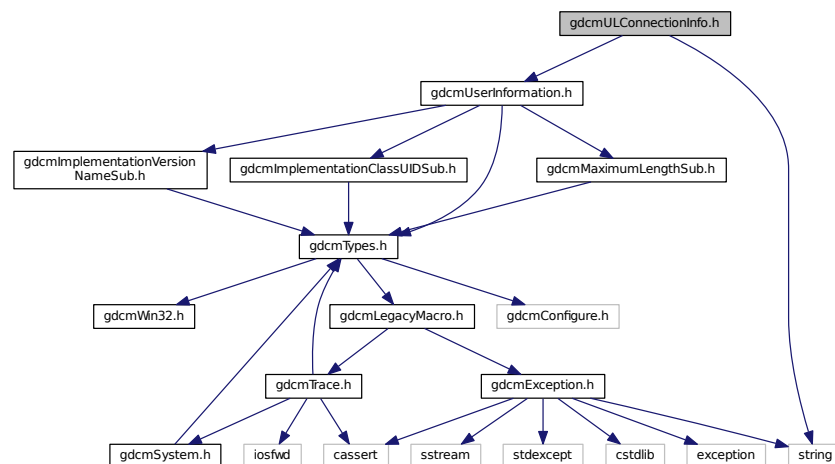 gdcmULConnectionInfo.h
gdcmUserInformation.h
gdcmImplementationVersion
NameSub.h
gdcmImplementationClassUIDSub.h
gdcmMaximumLengthSub.h
gdcmTypes.h
gdcmWin32.h
gdcmLegacyMacro.h
gdcmConfigure.h
gdcmTrace.h
gdcmException.h
gdcmSystem.h
iosfwd
cassert
sstream
stdexcept
cstdlib
exception
string